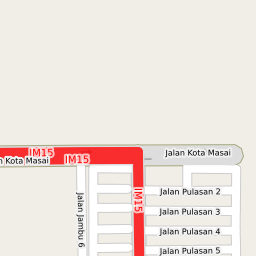 IM15
Jalan Kota Masai
n Kota Masai
IM15
Jalan Pulasan 2
IM15
Jalan Jambu 6
Jalan Pulasan 3
Jalan Pulasan 4
Jalan Pulasan 5